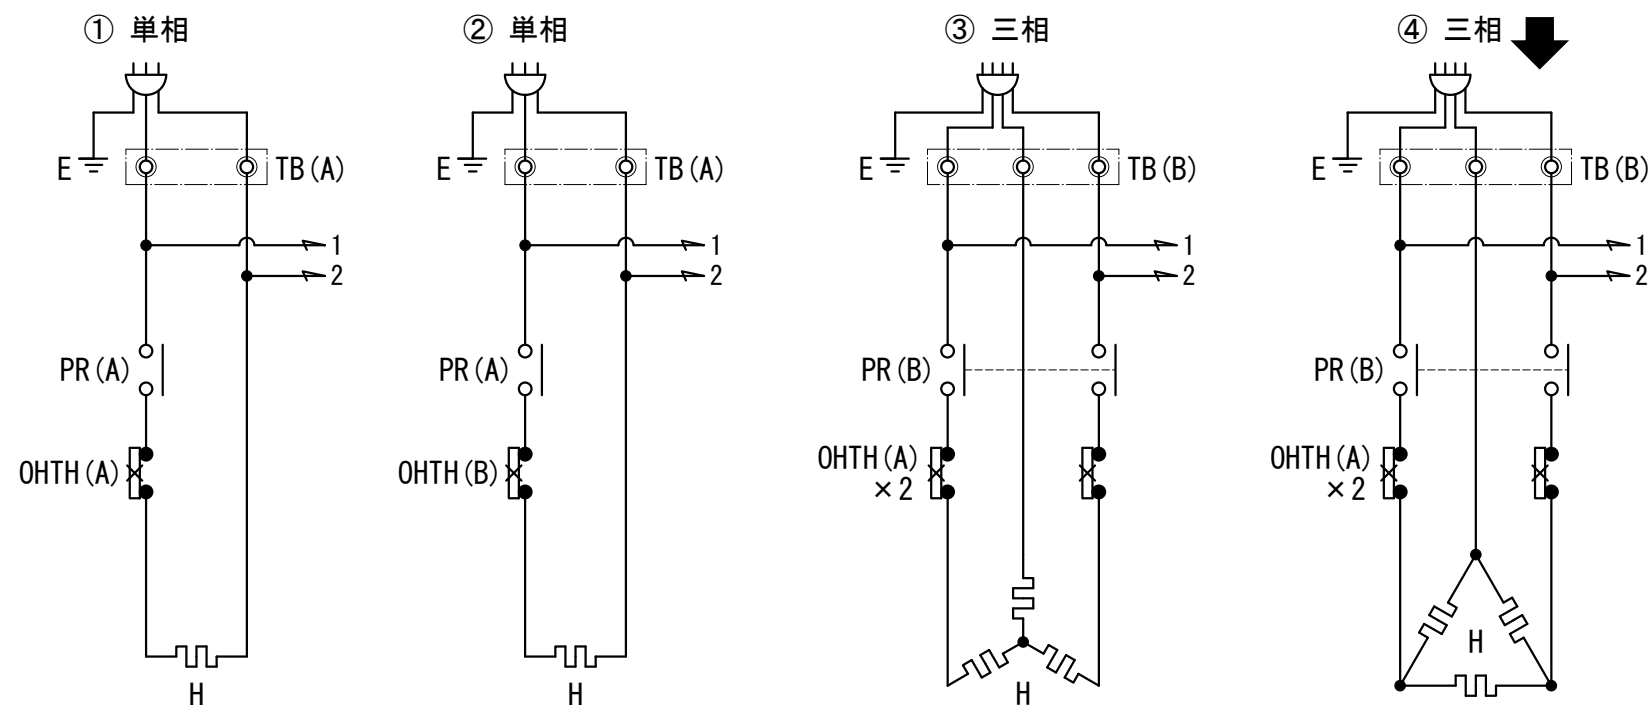 ① 単相
② 単相
③ 三相
④ 三相
E
TB(A)
E
TB(A)
E
TB(B)
E
TB(B)
1
1
1
1
2
2
2
2
PR(A)
PR(A)
PR(B)
PR(B)
OHTH(A)
OHTH(B)
OHTH(A)
×2
OHTH(A)
×2
H
H
H
H